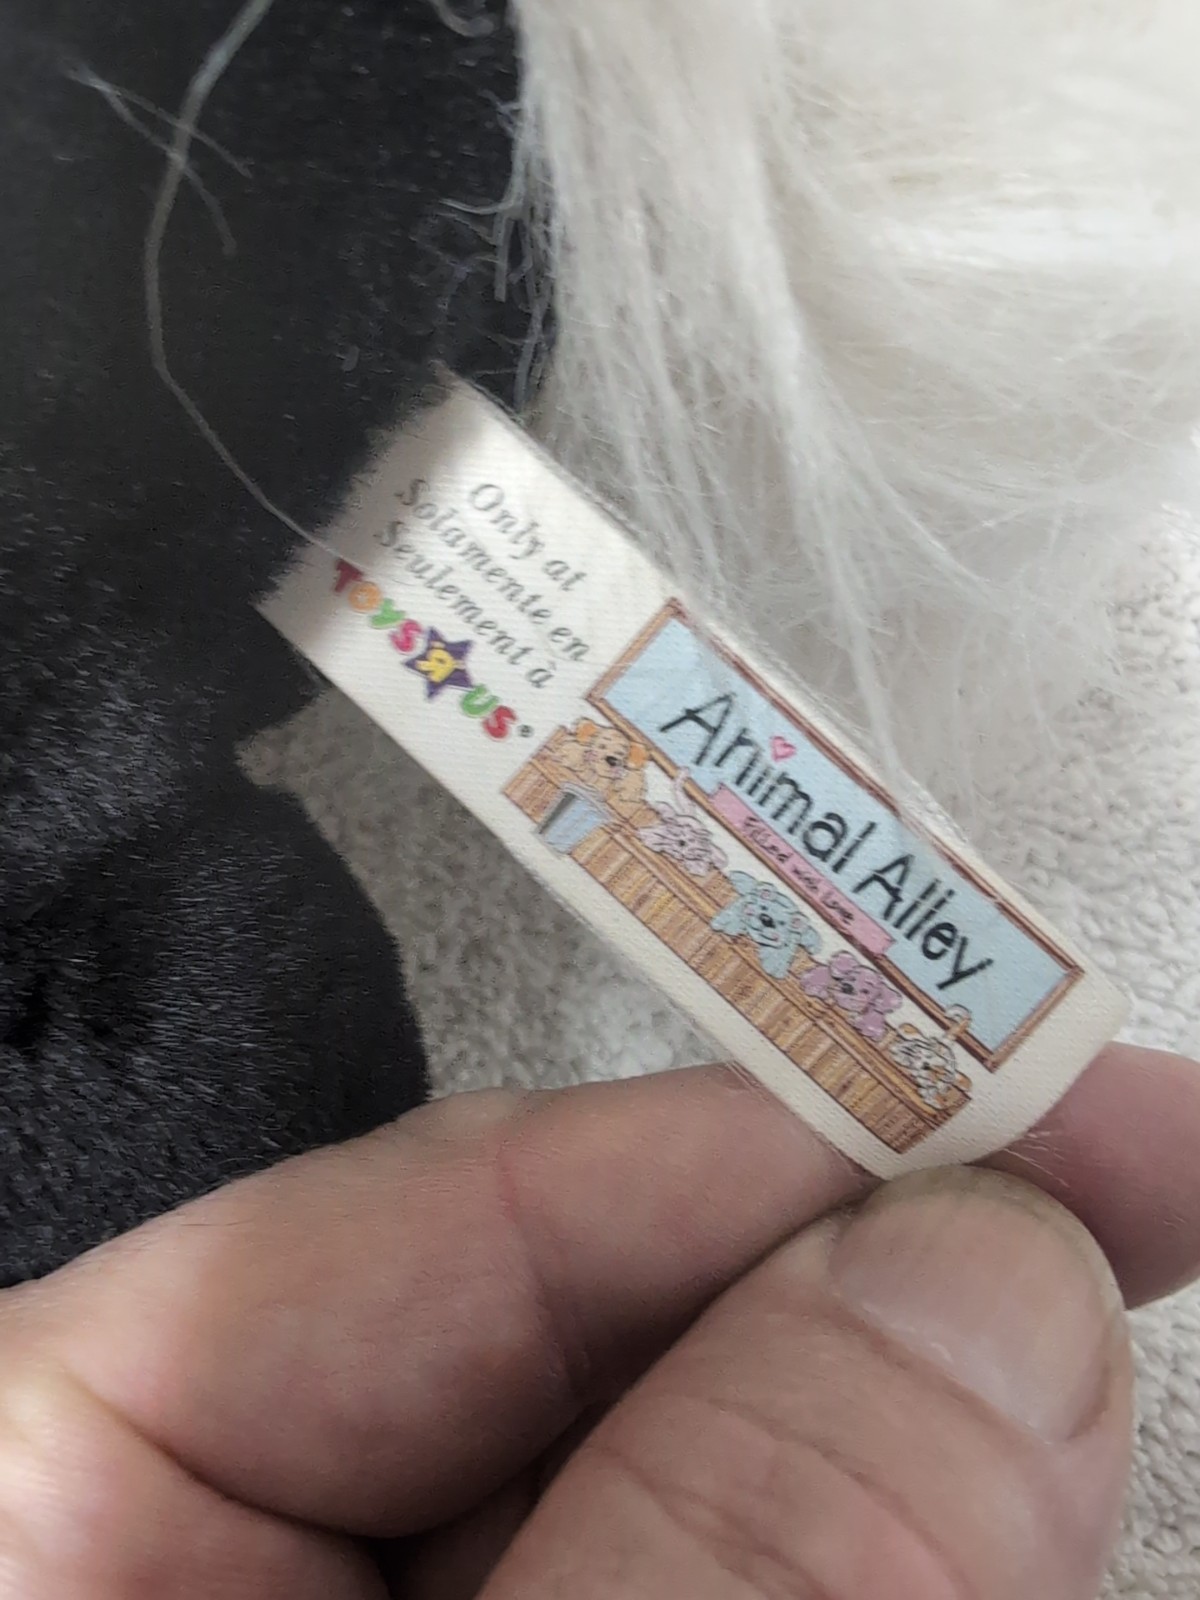 Only at
Solamente en
Seulement à
TOYS R US®
Animal Alley
Filled with Love